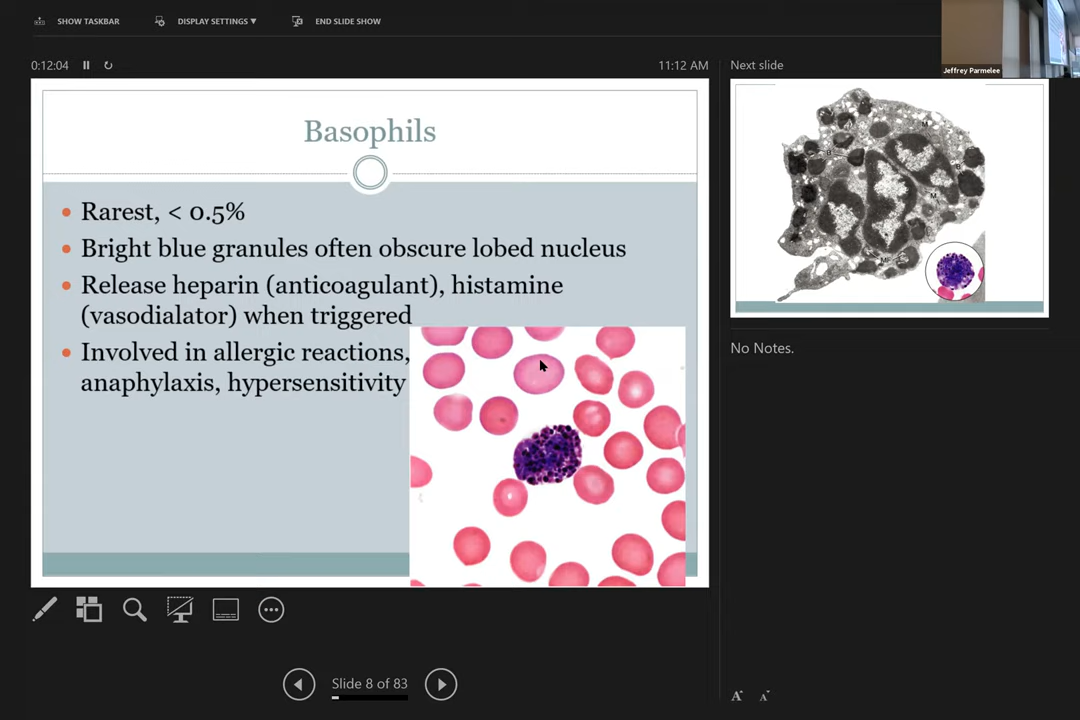 SHOW TASKBAR
DISPLAY SETTINGS ▼
END SLIDE SHOW
Jeffrey Parmelee
0:12:04
11:12 AM
Next slide
Basophils
• Rarest, < 0.5%
• Bright blue granules often obscure lobed nucleus
• Release heparin (anticoagulant), histamine
(vasodialator) when triggered
• Involved in allergic reactions,
anaphylaxis, hypersensitivity
No Notes.
Slide 8 of 83
A A